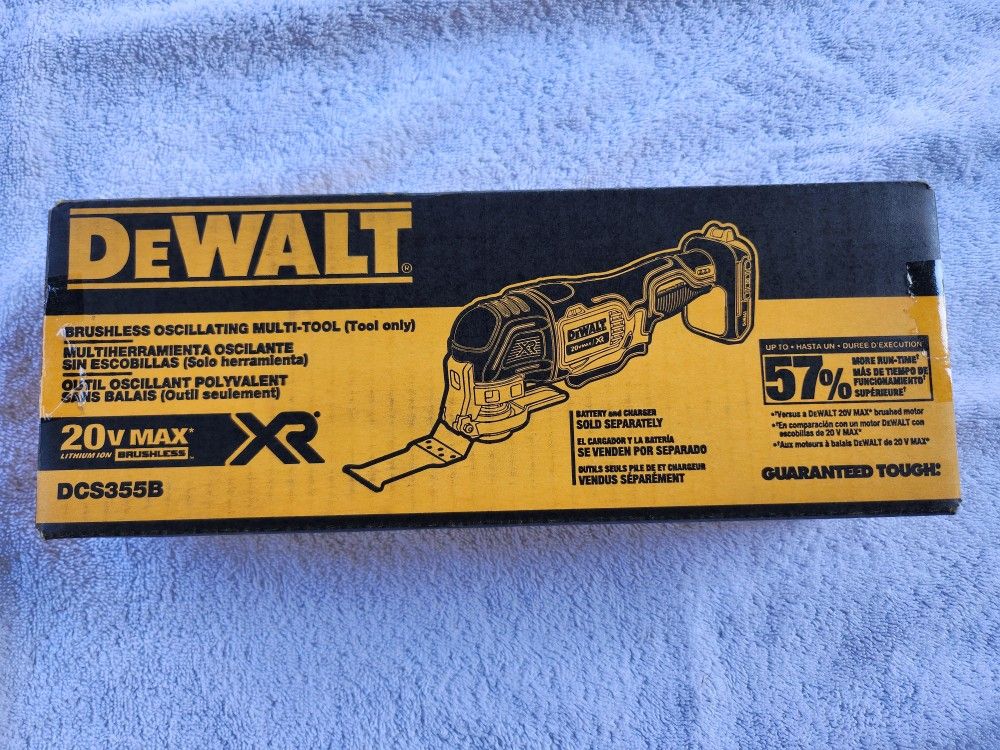 DEWALT®
BRUSHLESS OSCILLATING MULTI-TOOL (Tool only)
MULTIHERRAMIENTA OSCILANTE
SIN ESCOBILLAS (Solo herramienta)
OUTIL OSCILLANT POLYVALENT
SANS BALAIS (Outil seulement)
20V MAX*
LITHIUM ION BRUSHLESS
XR®
DCS355B
DEWALT
20V MAX XR
XR
BATTERY and CHARGER
SOLD SEPARATELY
EL CARGADOR Y LA BATERÍA
SE VENDEN POR SEPARADO
OUTILS SEULS PILE DE ET CHARGEUR
VENDUS SÉPARÉMENT
UP TO • HASTA UN • DUREE D'EXECUTION
57%
MORE RUN-TIME†
MÁS DE TIEMPO DE
FUNCIONAMIENTO†
SUPÉRIEURE†
•†Versus a DEWALT 20V MAX* brushed motor
•†En comparación con un motor DEWALT con
escobillas de 20 V MAX*
•†Aux moteurs à balais DEWALT de 20 V MAX*
GUARANTEED TOUGH®